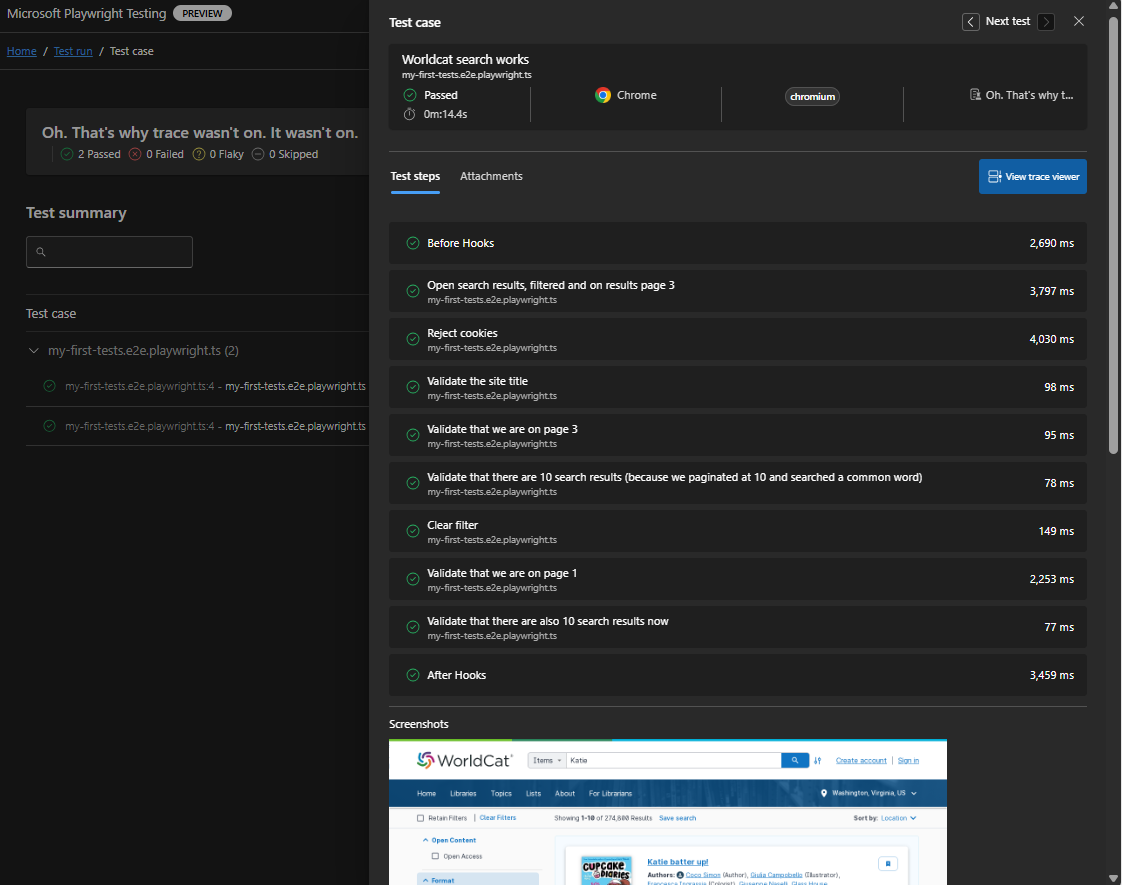 Microsoft Playwright Testing PREVIEW
Home / Test run / Test case
Oh. That's why trace wasn't on. It wasn't on.
2 Passed 0 Failed 0 Flaky 0 Skipped
Test summary
Test case
my-first-tests.e2e.playwright.ts (2)
my-first-tests.e2e.playwright.ts:4 - my-first-tests.e2e.playwright.ts
my-first-tests.e2e.playwright.ts:4 - my-first-tests.e2e.playwright.ts
Test case
Next test
Worldcat search works
my-first-tests.e2e.playwright.ts
Passed
0m:14.4s
Chrome
chromium
Oh. That's why t...
Test steps Attachments
View trace viewer
Before Hooks 2,690 ms
Open search results, filtered and on results page 3
my-first-tests.e2e.playwright.ts
3,797 ms
Reject cookies
my-first-tests.e2e.playwright.ts
4,030 ms
Validate the site title
my-first-tests.e2e.playwright.ts
98 ms
Validate that we are on page 3
my-first-tests.e2e.playwright.ts
95 ms
Validate that there are 10 search results (because we paginated at 10 and searched a common word)
my-first-tests.e2e.playwright.ts
78 ms
Clear filter
my-first-tests.e2e.playwright.ts
149 ms
Validate that we are on page 1
my-first-tests.e2e.playwright.ts
2,253 ms
Validate that there are also 10 search results now
my-first-tests.e2e.playwright.ts
77 ms
After Hooks 3,459 ms
Screenshots
WorldCat® Items Katie Create account | Sign in
Home Libraries Topics Lists About For Librarians Washington, Virginia, US
Retain Filters | Clear Filters Showing 1-10 of 274,800 Results Save search Sort by: Location
Open Content
Open Access
Format
CUPCAKE DIARIES
Katie batter up!
Authors: Coco Simon (Author), Giulia Campobello (Illustrator),